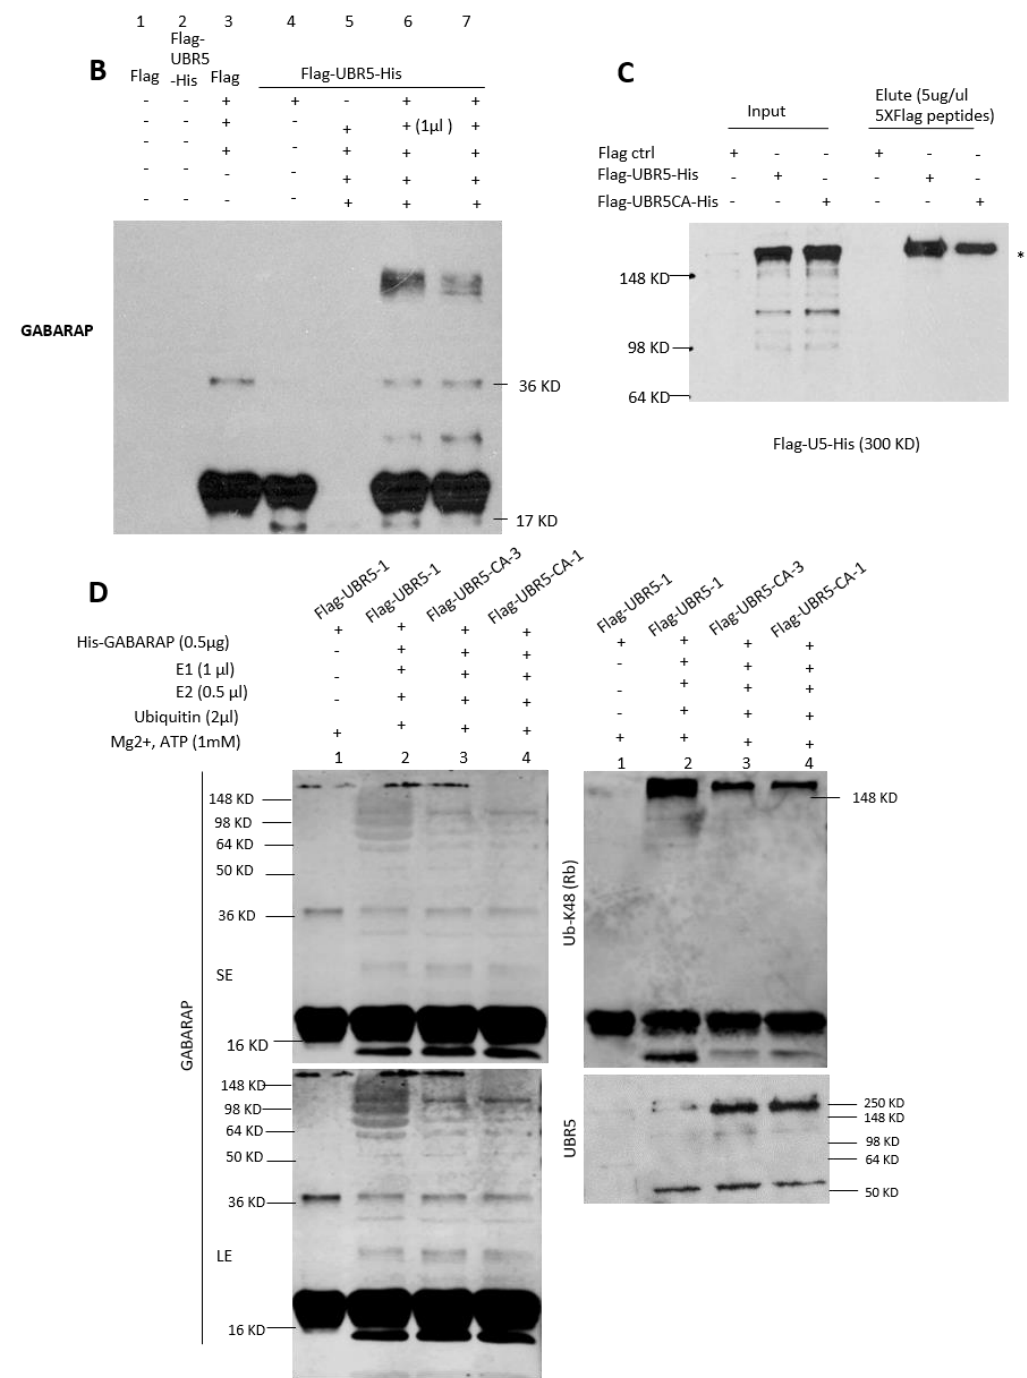 1 2 3 4 5 6 7
B
Flag
Flag-
UBR5
-His
Flag
Flag-UBR5-His
- - + + - + +
- - + - + + (1µl ) +
- - + - + + +
- - - - + + +
- - - - + + +
GABARAP
36 KD
17 KD
C
Input
Elute (5ug/ul
5XFlag peptides)
Flag ctrl + - - + - -
Flag-UBR5-His - + - - + -
Flag-UBR5CA-His - - + - - +
*
148 KD
98 KD
64 KD
Flag-U5-His (300 KD)
D
Flag-UBR5-1
Flag-UBR5-1
Flag-UBR5-CA-3
Flag-UBR5-CA-1
His-GABARAP (0.5µg) + + + +
E1 (1 µl) - + + +
E2 (0.5 µl) - + + +
Ubiquitin (2µl) - + + +
Mg2+, ATP (1mM) + + + +
1 2 3 4
GABARAP
148 KD
98 KD
64 KD
50 KD
36 KD
SE
16 KD
148 KD
98 KD
64 KD
50 KD
36 KD
LE
16 KD
Flag-UBR5-1
Flag-UBR5-1
Flag-UBR5-CA-3
Flag-UBR5-CA-1
+ + + +
- + + +
- + + +
- + + +
+ + + +
1 2 3 4
Ub-K48 (Rb)
148 KD
UBR5
250 KD
148 KD
98 KD
64 KD
50 KD